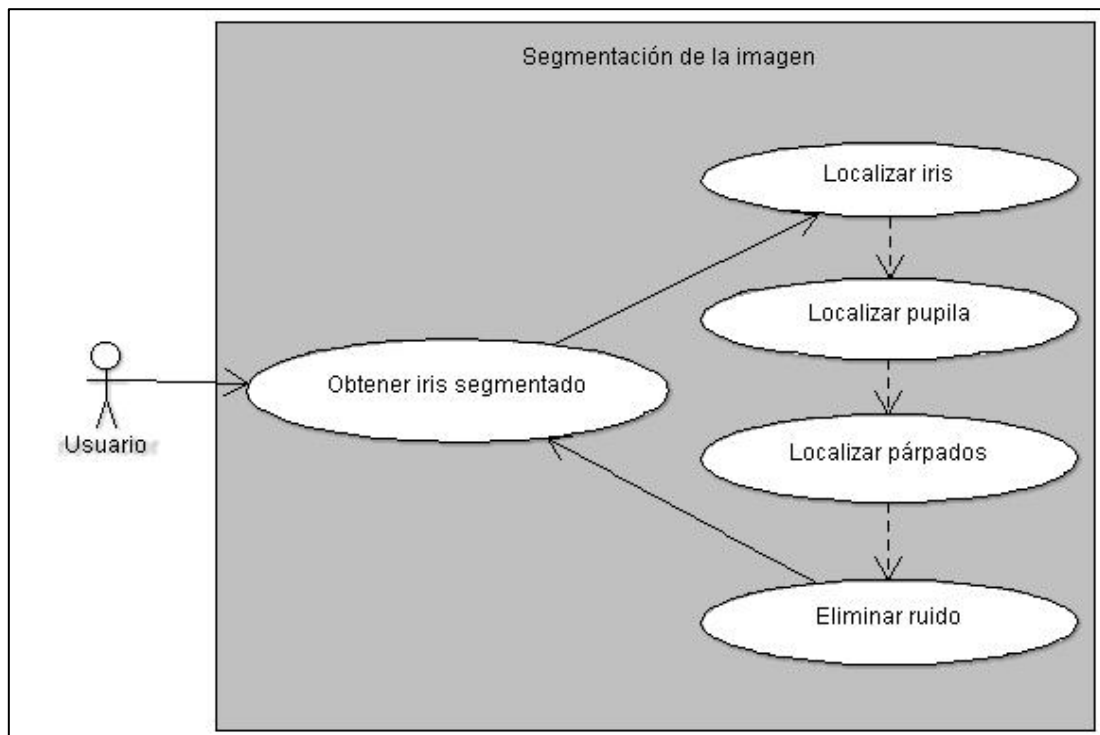 Segmentación de la imagen
Localizar iris
Localizar pupila
Obtener iris segmentado
Usuario
Localizar párpados
Eliminar ruido